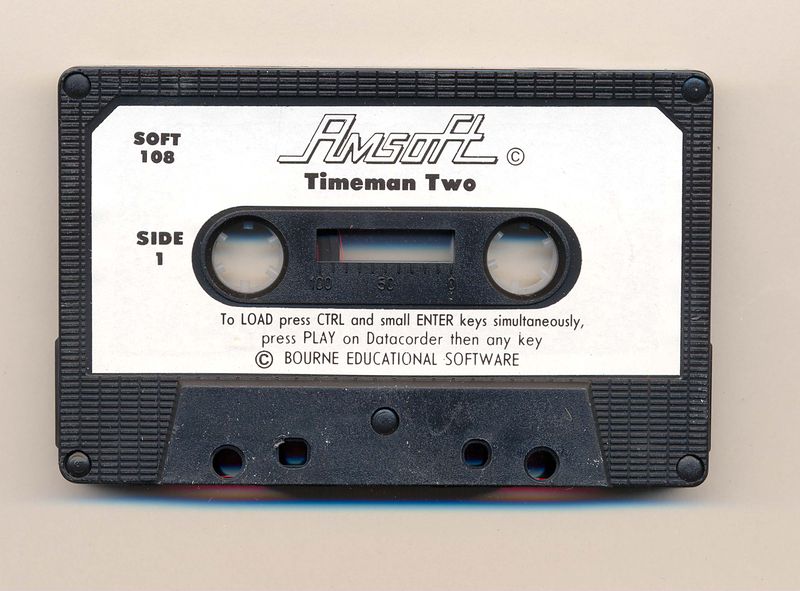 SOFT
108
Amsoft ©
Timeman Two
SIDE
1
100 50 0
To LOAD press CTRL and small ENTER keys simultaneously,
press PLAY on Datacorder then any key
© BOURNE EDUCATIONAL SOFTWARE